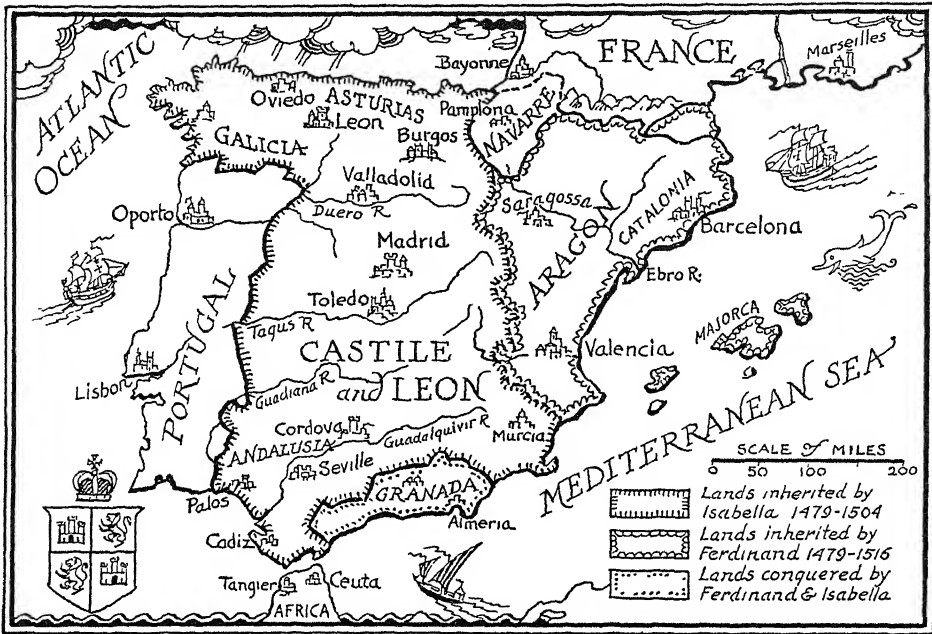 ATLANTIC
OCEAN
FRANCE
Marseilles
Bayonne
Oviedo
ASTURIAS
Pamplona
Leon
NAVARRE
Burgos
GALICIA
Valladolid
Saragossa
CATALONIA
Oporto
Duero R
Barcelona
Madrid
ARAGON
Ebro R.
PORTUGAL
Toledo
MAJORCA
Tagus R
CASTILE
and LEON
Valencia
Lisbon
Guadiana R
MEDITERRANEAN SEA
Cordova
Guadalquivir R
Murcia
ANDALUSIA
Seville
GRANADA
Palos
Almeria
Cadiz
Tangier
Ceuta
AFRICA
SCALE of MILES
0 50 100 200
Lands inherited by
Isabella 1479-1504
Lands inherited by
Ferdinand 1479-1516
Lands conquered by
Ferdinand & Isabella